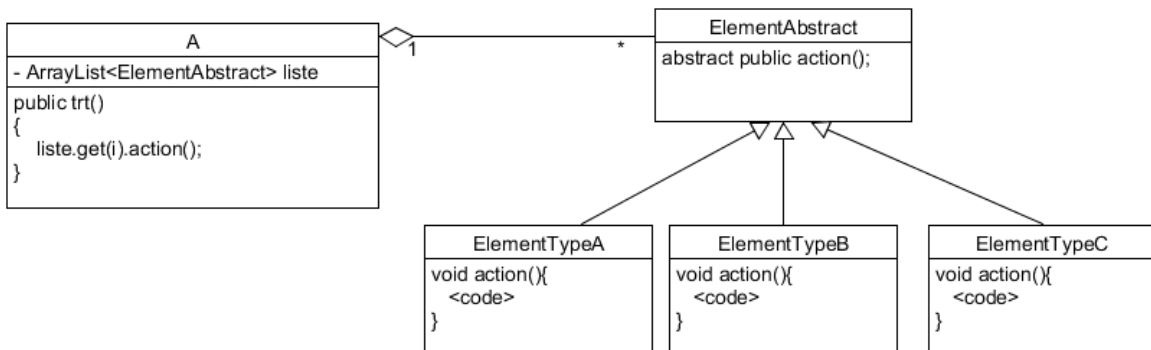 A
- ArrayList<ElementAbstract> liste
public trt()
{
liste.get(i).action();
}
1
*
ElementAbstract
abstract public action();
ElementTypeA
void action(){
<code>
}
ElementTypeB
void action(){
<code>
}
ElementTypeC
void action(){
<code>
}